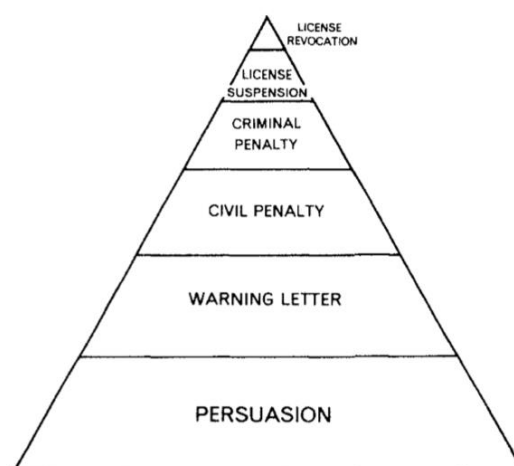 LICENSE
REVOCATION
LICENSE
SUSPENSION
CRIMINAL
PENALTY
CIVIL PENALTY
WARNING LETTER
PERSUASION